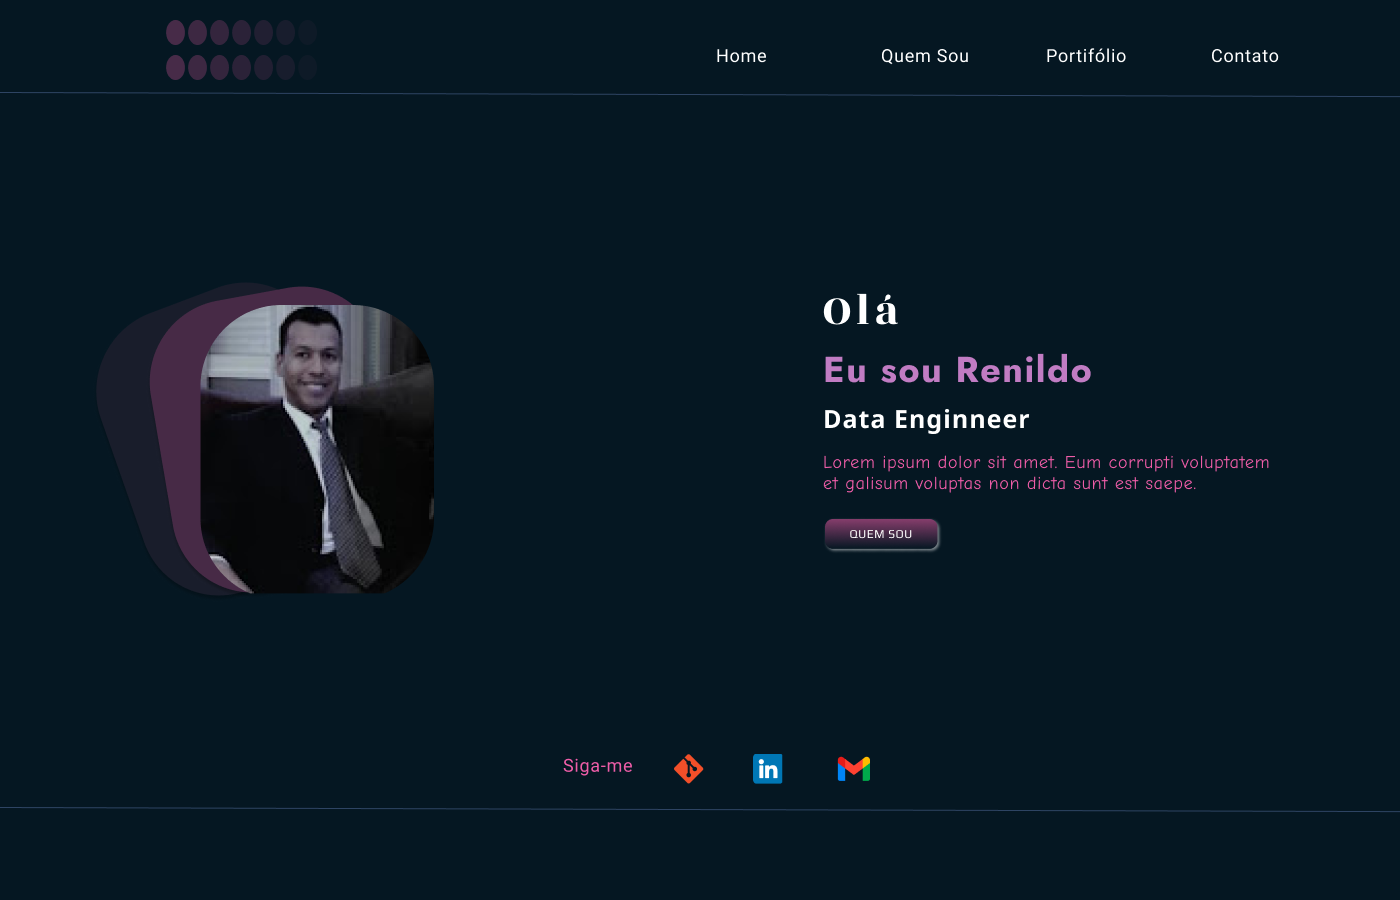 Home Quem Sou Portifólio Contato
Olá
Eu sou Renildo
Data Enginneer
Lorem ipsum dolor sit amet. Eum corrupti voluptatem
et galisum voluptas non dicta sunt est saepe.
QUEM SOU
Siga-me
in